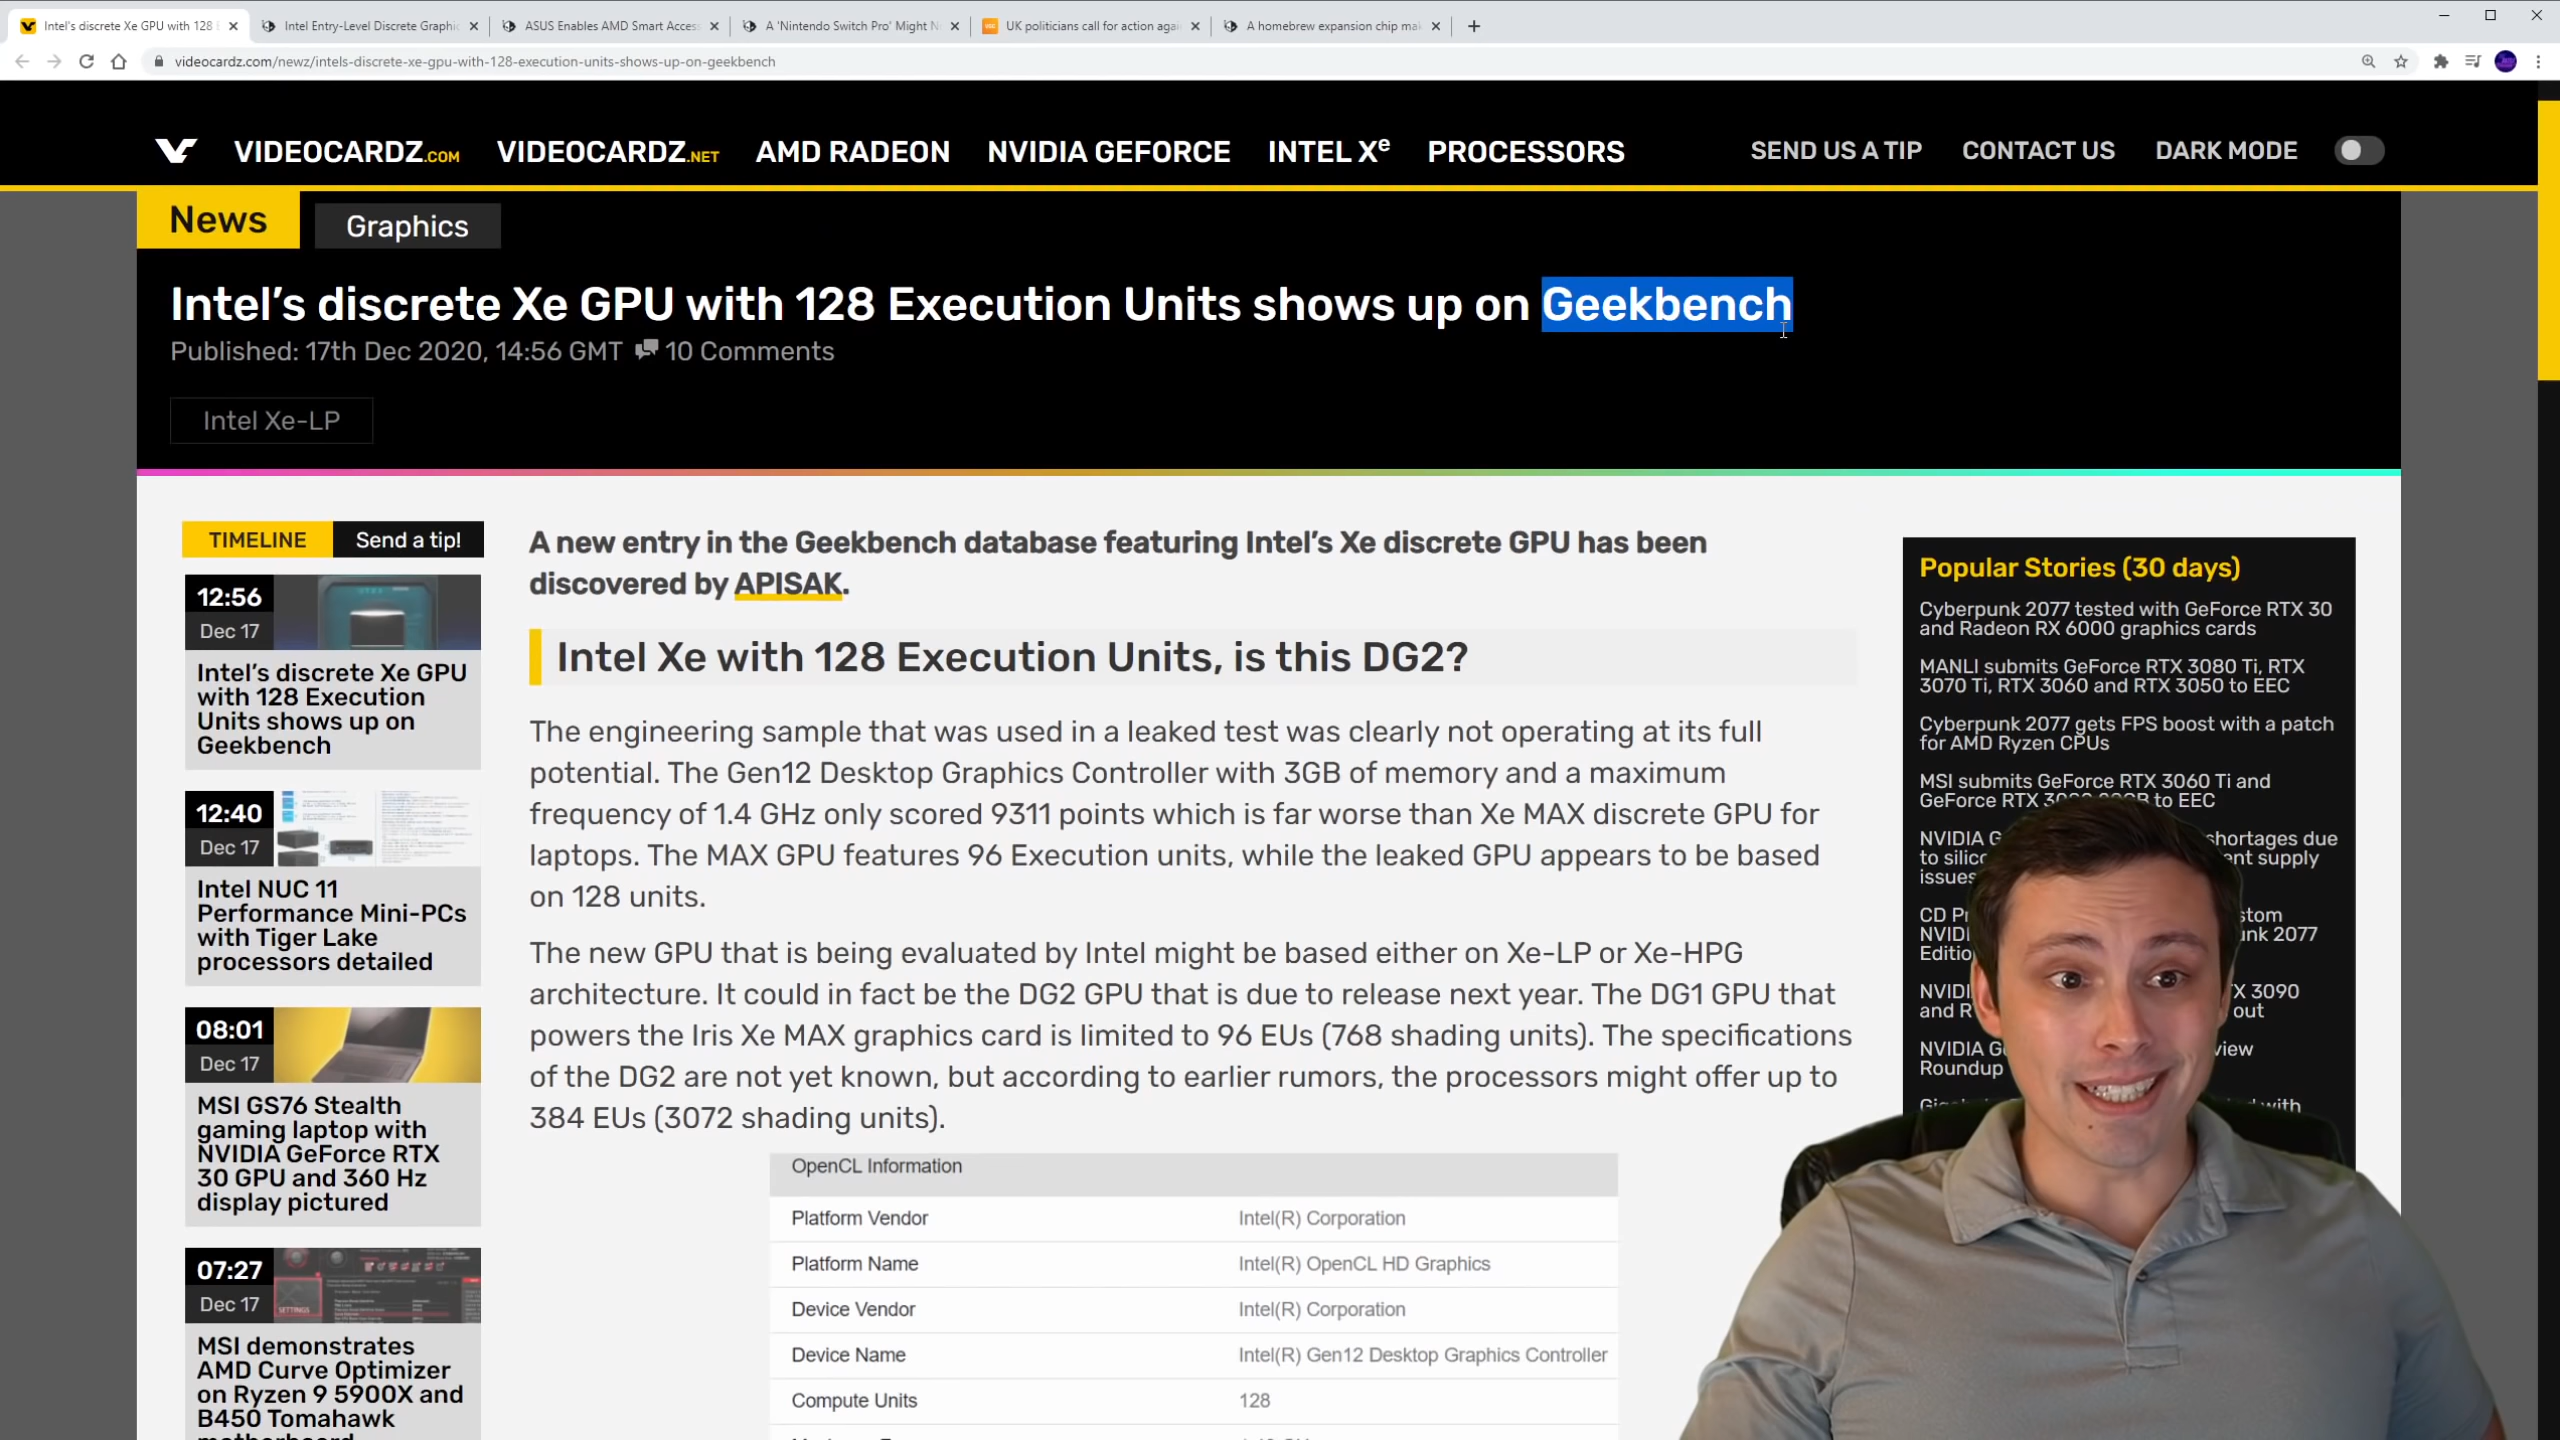 Intel's discrete Xe GPU with 128 E
Intel Entry-Level Discrete Graphic
ASUS Enables AMD Smart Access
A 'Nintendo Switch Pro' Might N
UK politicians call for action agai
A homebrew expansion chip mak
videocardz.com/newz/intels-discrete-xe-gpu-with-128-execution-units-shows-up-on-geekbench
VIDEOCARDZ.COM VIDEOCARDZ.NET AMD RADEON NVIDIA GEFORCE INTEL Xe PROCESSORS SEND US A TIP CONTACT US DARK MODE
News Graphics
Intel's discrete Xe GPU with 128 Execution Units shows up on Geekbench
Published: 17th Dec 2020, 14:56 GMT 10 Comments
Intel Xe-LP
TIMELINE Send a tip!
12:56
Dec 17
Intel's discrete Xe GPU
with 128 Execution
Units shows up on
Geekbench
12:40
Dec 17
Intel NUC 11
Performance Mini-PCs
with Tiger Lake
processors detailed
08:01
Dec 17
MSI GS76 Stealth
gaming laptop with
NVIDIA GeForce RTX
30 GPU and 360 Hz
display pictured
07:27
Dec 17
SETTINGS
MSI demonstrates
AMD Curve Optimizer
on Ryzen 9 5900X and
B450 Tomahawk
motherboard
A new entry in the Geekbench database featuring Intel's Xe discrete GPU has been
discovered by APISAK.
Intel Xe with 128 Execution Units, is this DG2?
The engineering sample that was used in a leaked test was clearly not operating at its full
potential. The Gen12 Desktop Graphics Controller with 3GB of memory and a maximum
frequency of 1.4 GHz only scored 9311 points which is far worse than Xe MAX discrete GPU for
laptops. The MAX GPU features 96 Execution units, while the leaked GPU appears to be based
on 128 units.
The new GPU that is being evaluated by Intel might be based either on Xe-LP or Xe-HPG
architecture. It could in fact be the DG2 GPU that is due to release next year. The DG1 GPU that
powers the Iris Xe MAX graphics card is limited to 96 EUs (768 shading units). The specifications
of the DG2 are not yet known, but according to earlier rumors, the processors might offer up to
384 EUs (3072 shading units).
OpenCL Information
Platform Vendor Intel(R) Corporation
Platform Name Intel(R) OpenCL HD Graphics
Device Vendor Intel(R) Corporation
Device Name Intel(R) Gen12 Desktop Graphics Controller
Compute Units 128
Popular Stories (30 days)
Cyberpunk 2077 tested with GeForce RTX 30
and Radeon RX 6000 graphics cards
MANLI submits GeForce RTX 3080 Ti, RTX
3070 Ti, RTX 3060 and RTX 3050 to EEC
Cyberpunk 2077 gets FPS boost with a patch
for AMD Ryzen CPUs
MSI submits GeForce RTX 3060 Ti and
GeForce RTX to EEC
NVIDIA G shortages due
to silic ent supply
issues
CD P stom
NVIDI unk 2077
Editio
NVIDI X 3090
and R out
NVIDIA G view
Roundup
with